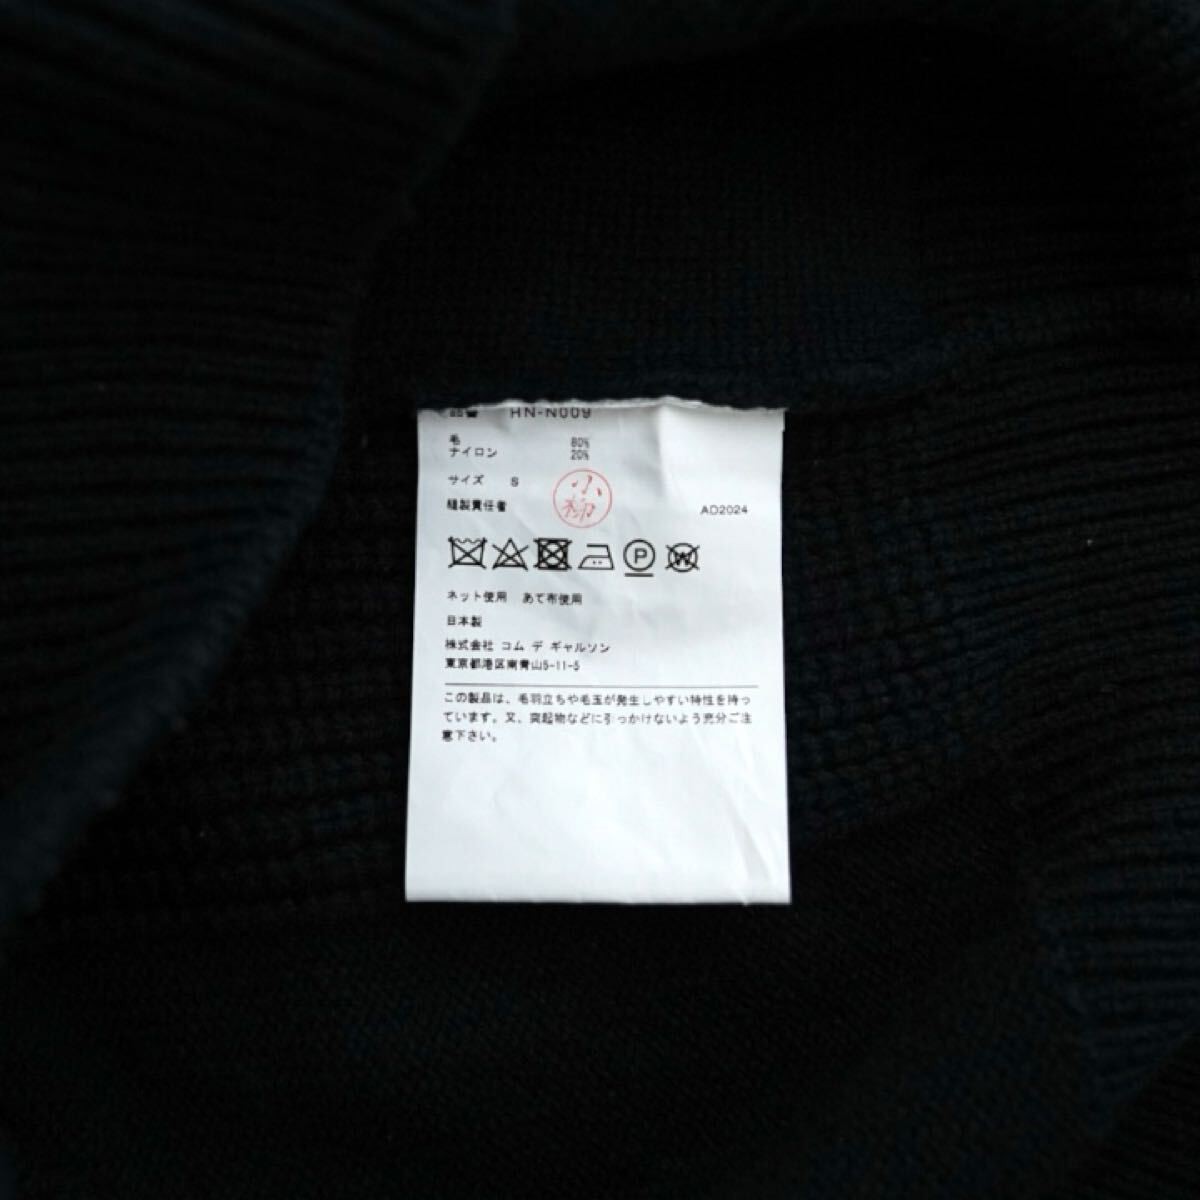 品番 HN-N009
毛 80%
ナイロン 20%
サイズ S
小柳
縫製責任者 AD2024
P W
ネット使用 あて布使用
日本製
株式会社 コム デ ギャルソン
東京都港区南青山5-11-5
この製品は、毛羽立ちや毛玉が発生しやすい特性を持っ
ています。又、突起物などに引っかけないよう充分ご注
意下さい。